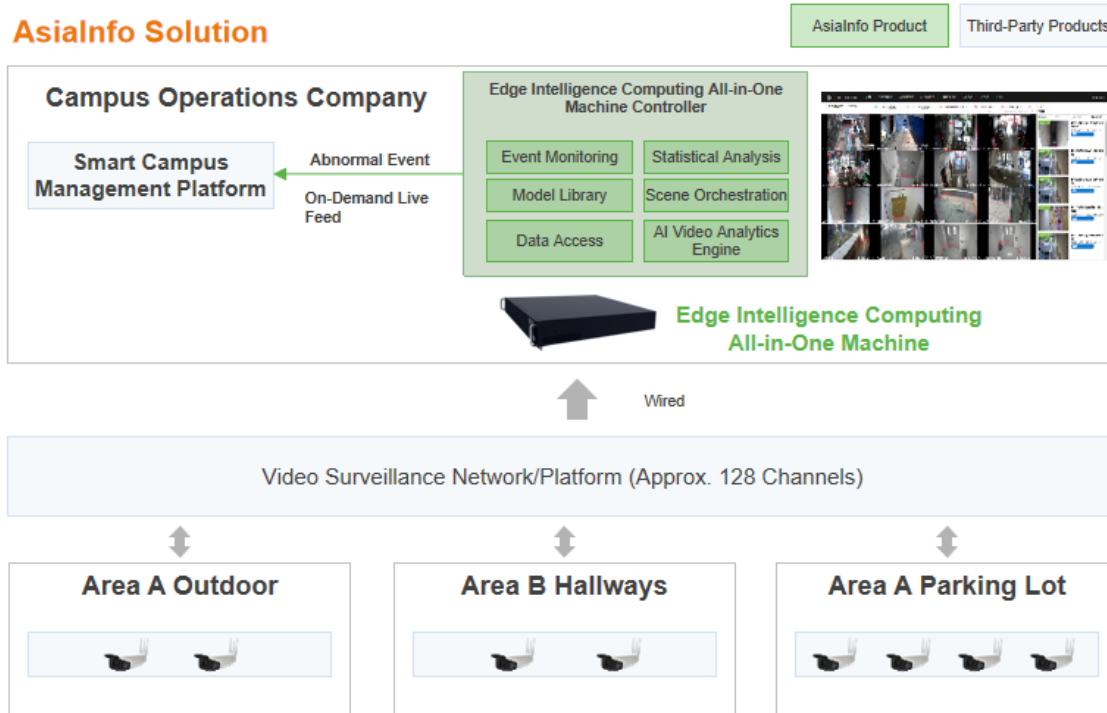 AsiaInfo Solution
AsiaInfo Product
Third-Party Products
Campus Operations Company
Edge Intelligence Computing All-in-One
Machine Controller
Smart Campus
Management Platform
Abnormal Event
On-Demand Live
Feed
Event Monitoring
Statistical Analysis
Model Library
Scene Orchestration
Data Access
AI Video Analytics
Engine
Edge Intelligence Computing
All-in-One Machine
Wired
Video Surveillance Network/Platform (Approx. 128 Channels)
Area A Outdoor
Area B Hallways
Area A Parking Lot